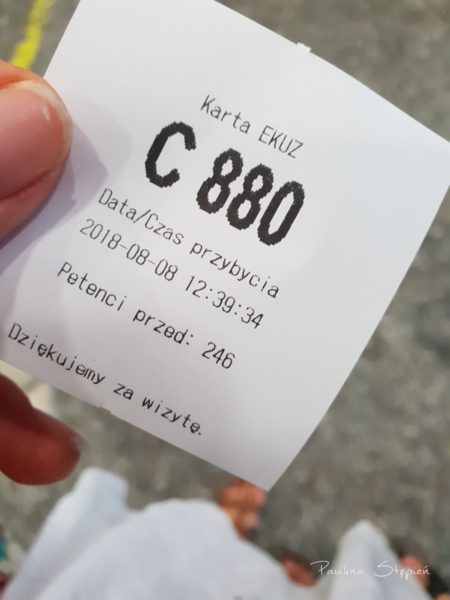 Karta EKUZ
C 880
Data/Czas przybycia
2018-08-08 12:39:34
Petenci przed: 246
Dziękujemy za wizytę.
Paulina Stępień